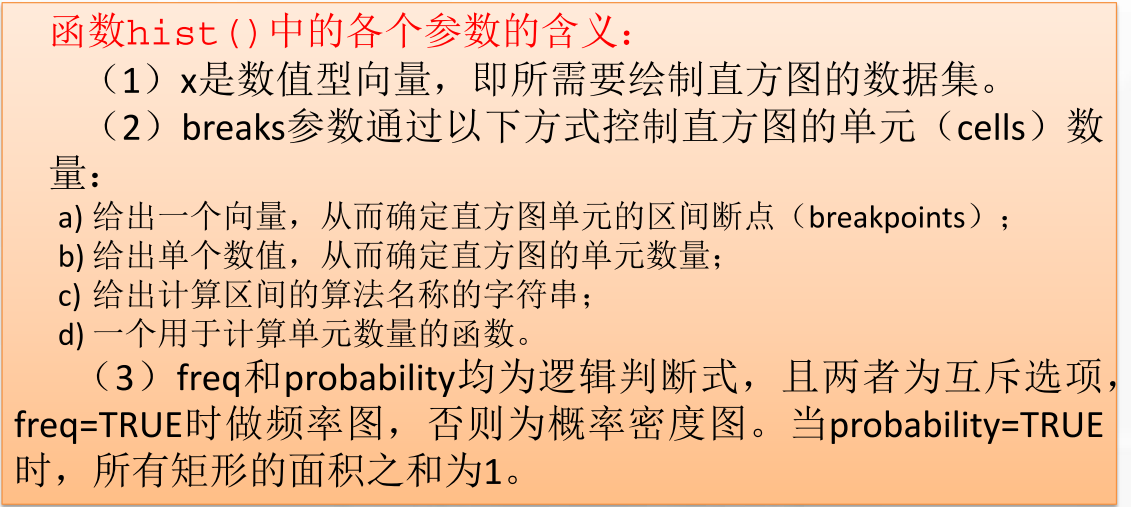 函数hist()中的各个参数的含义：
（1）x是数值型向量，即所需要绘制直方图的数据集。
（2）breaks参数通过以下方式控制直方图的单元（cells）数
量：
a) 给出一个向量，从而确定直方图单元的区间断点（breakpoints）；
b) 给出单个数值，从而确定直方图的单元数量；
c) 给出计算区间的算法名称的字符串；
d) 一个用于计算单元数量的函数。
（3）freq和probability均为逻辑判断式，且两者为互斥选项，
freq=TRUE时做频率图，否则为概率密度图。当probability=TRUE
时，所有矩形的面积之和为1。